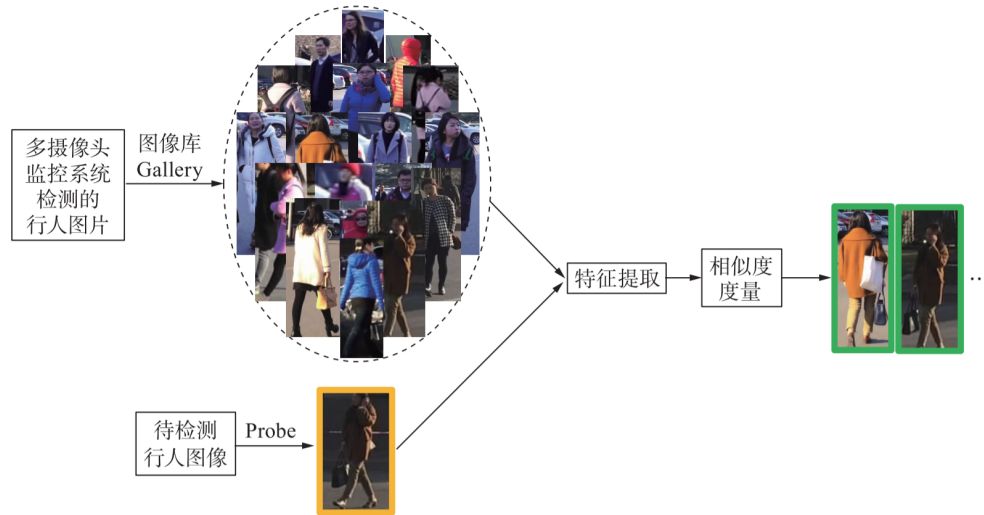 多摄像头
监控系统
检测的
行人图片
图像库
Gallery
特征提取
相似度
度量
..
待检测
行人图像
Probe